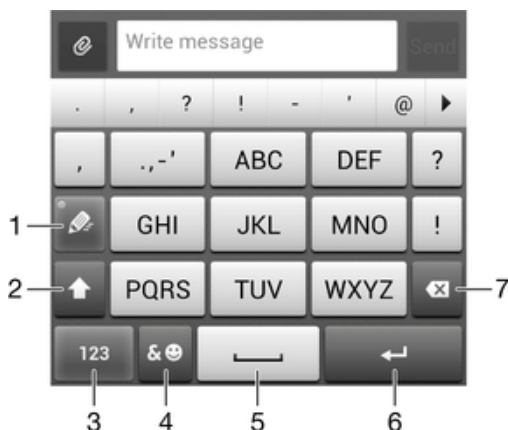 Write message Send
. , ? ! - ' @
, .,-' ABC DEF ?
1 GHI JKL MNO !
2 PQRS TUV WXYZ 7
123 &
3 4 5 6